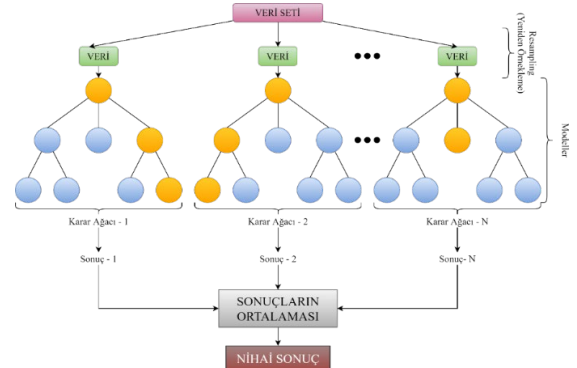 VERİ SETİ
VERİ
VERİ
VERİ
Resampling
(Yeniden Örnekleme)
Modeller
Karar Ağacı - 1
Karar Ağacı - 2
Karar Ağacı - N
Sonuç - 1
Sonuç - 2
Sonuç- N
SONUÇLARIN
ORTALAMASI
NİHAİ SONUÇ